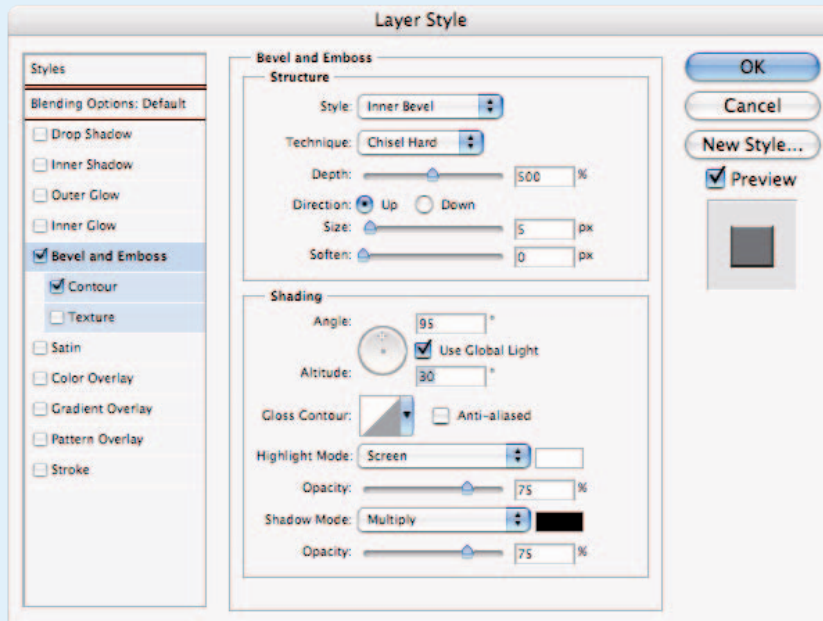 Layer Style
Styles
Blending Options: Default
Drop Shadow
Inner Shadow
Outer Glow
Inner Glow
Bevel and Emboss
Contour
Texture
Satin
Color Overlay
Gradient Overlay
Pattern Overlay
Stroke
Bevel and Emboss
Structure
Style: Inner Bevel
Technique: Chisel Hard
Depth: 500 %
Direction: Up Down
Size: 5 px
Soften: 0 px
Shading
Angle: 95 °
Use Global Light
Altitude: 30 °
Gloss Contour: Anti-aliased
Highlight Mode: Screen
Opacity: 75 %
Shadow Mode: Multiply
Opacity: 75 %
OK
Cancel
New Style...
Preview